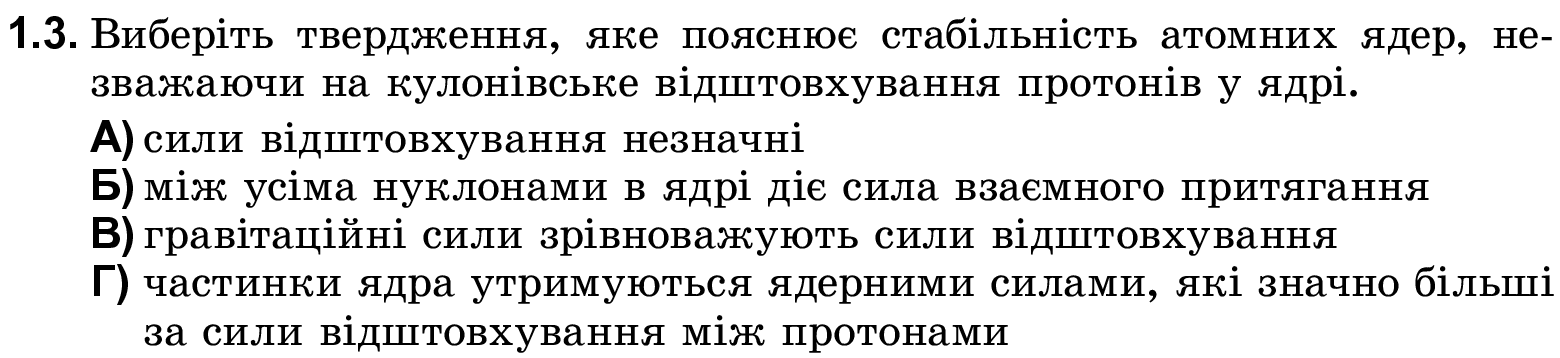 1.3. Виберіть твердження, яке пояснює стабільність атомних ядер, не-
зважаючи на кулонівське відштовхування протонів у ядрі.
А) сили відштовхування незначні
Б) між усіма нуклонами в ядрі діє сила взаємного притягання
В) гравітаційні сили зрівноважують сили відштовхування
Г) частинки ядра утримуються ядерними силами, які значно більші
за сили відштовхування між протонами